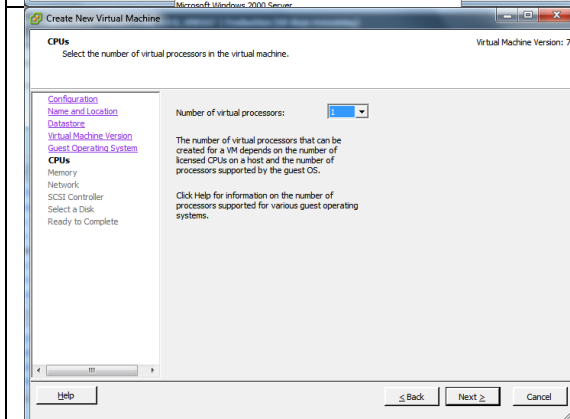 Microsoft Windows 2000 Server
Create New Virtual Machine
CPUs
Select the number of virtual processors in the virtual machine.
Virtual Machine Version: 7
Configuration
Name and Location
Datastore
Virtual Machine Version
Guest Operating System
CPUs
Memory
Network
SCSI Controller
Select a Disk
Ready to Complete
Number of virtual processors:
1
The number of virtual processors that can be
created for a VM depends on the number of
licensed CPUs on a host and the number of
processors supported by the guest OS.
Click Help for information on the number of
processors supported for various guest operating
systems.
Help
< Back
Next >
Cancel